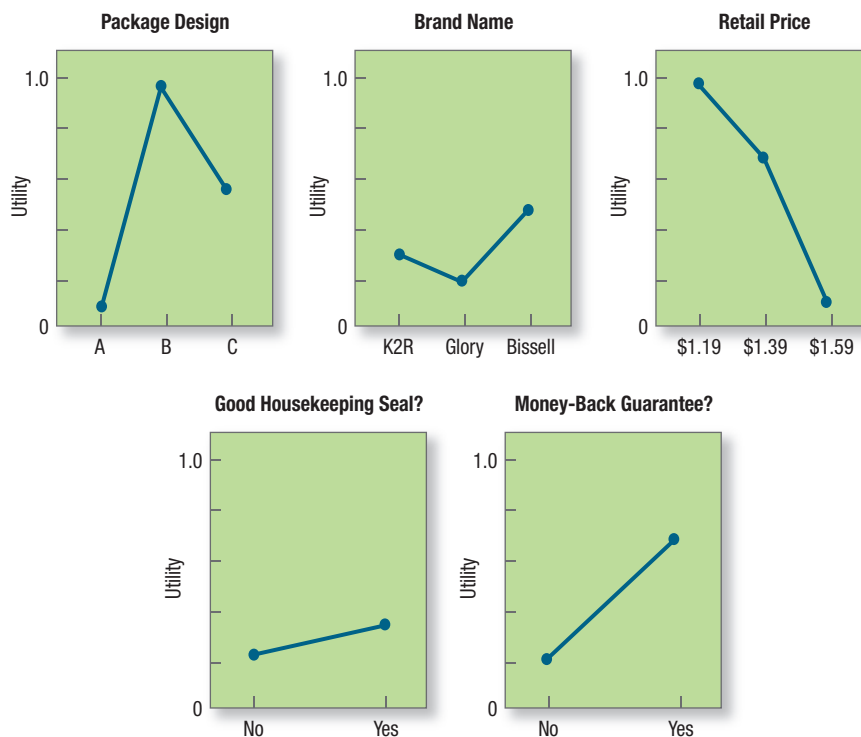 Package Design
1.0
Utility
0
A B C
Brand Name
1.0
Utility
0
K2R Glory Bissell
Retail Price
1.0
Utility
0
$1.19 $1.39 $1.59
Good Housekeeping Seal?
1.0
Utility
0
No Yes
Money-Back Guarantee?
1.0
Utility
0
No Yes